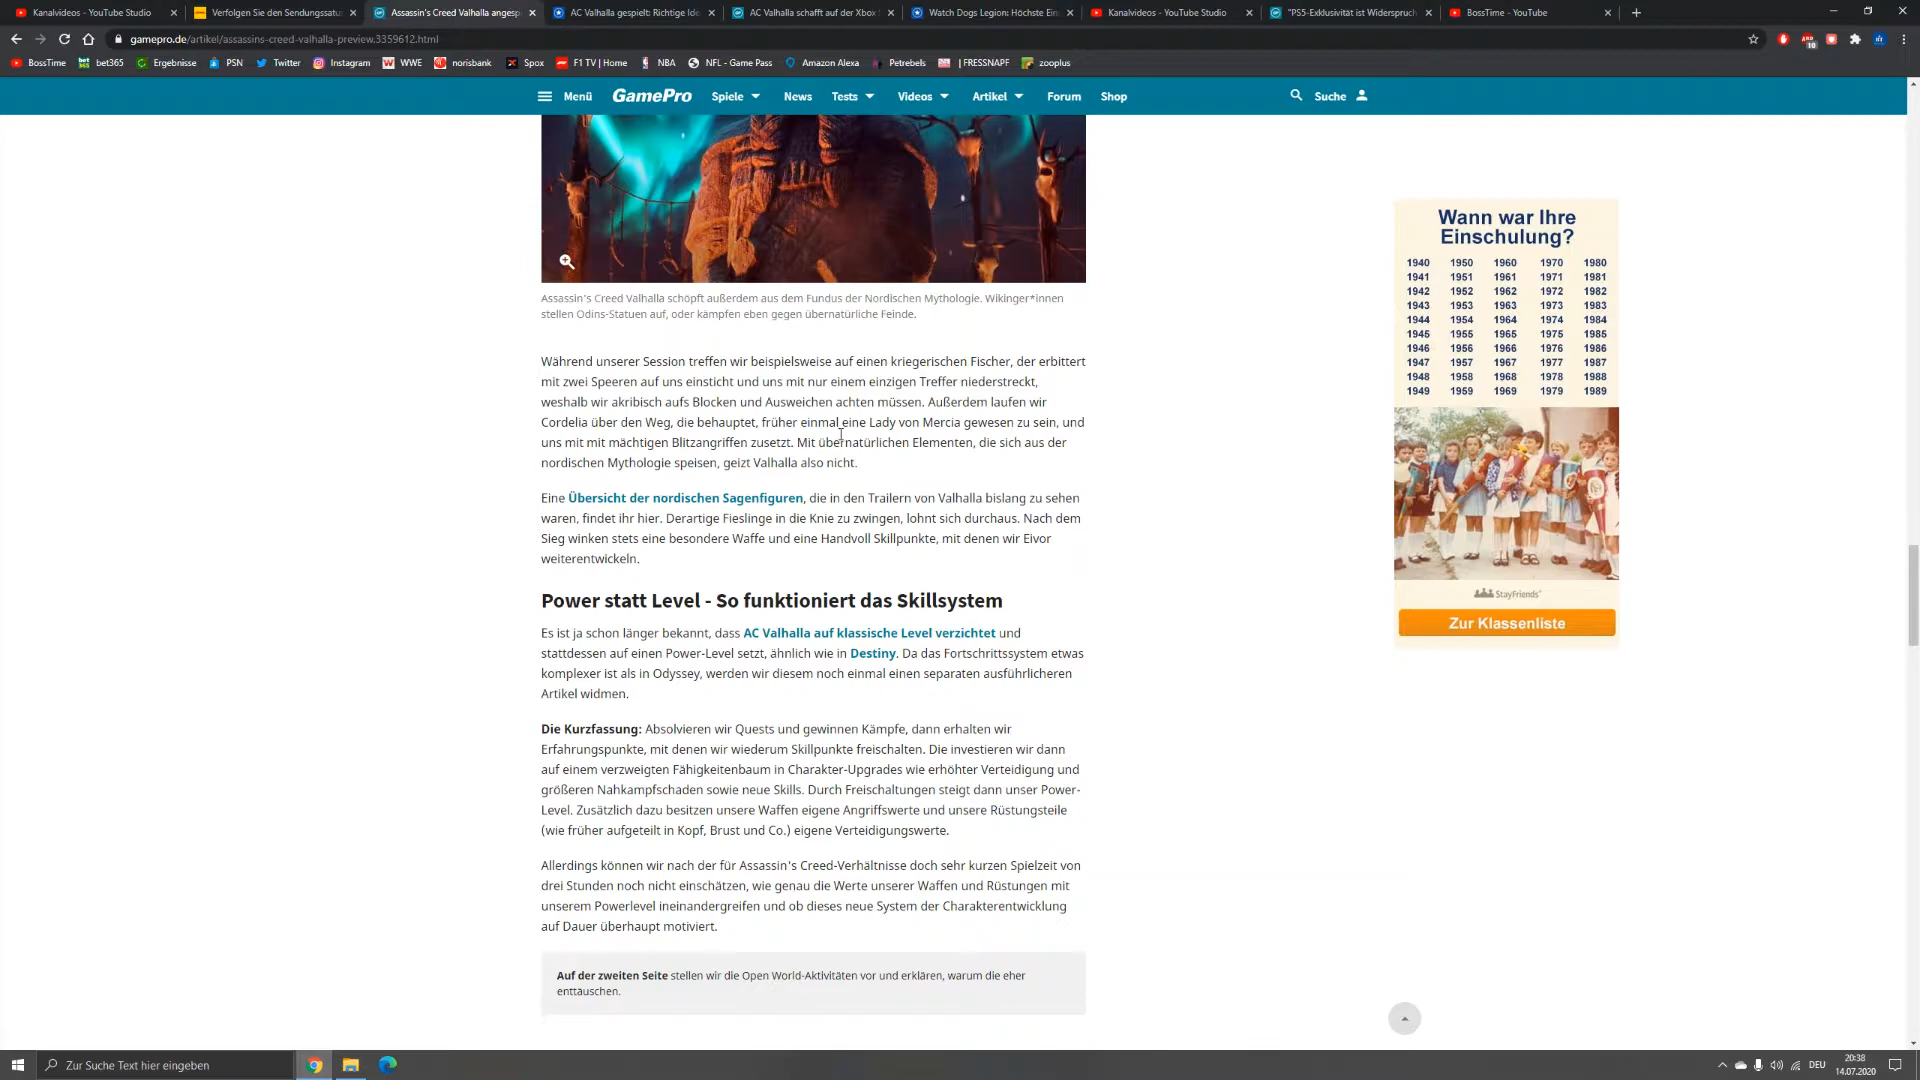 Kanalvideos - YouTube Studio
Verfolgen Sie den Sendungsstatu
Assassin's Creed Valhalla angesp
AC Valhalla gespielt: Richtige Ide
AC Valhalla schafft auf der Xbox
Watch Dogs Legion: Höchste Ein
Kanalvideos - YouTube Studio
"PS5-Exklusivität ist Widerspruch
BossTime - YouTube
gamepro.de/artikel/assassins-creed-valhalla-preview.3359612.html
10
BossTime
bet365
Ergebnisse
PSN
Twitter
Instagram
WWE
norisbank
Spox
F1 TV | Home
NBA
NFL - Game Pass
Amazon Alexa
Petrebels
| FRESSNAPF
zooplus
Menü
GamePro
Spiele
News
Tests
Videos
Artikel
Forum
Shop
Suche
Assassin's Creed Valhalla schöpft außerdem aus dem Fundus der Nordischen Mythologie. Wikinger*innen
stellen Odins-Statuen auf, oder kämpfen eben gegen übernatürliche Feinde.
Während unserer Session treffen wir beispielsweise auf einen kriegerischen Fischer, der erbittert
mit zwei Speeren auf uns einsticht und uns mit nur einem einzigen Treffer niederstreckt,
weshalb wir akribisch aufs Blocken und Ausweichen achten müssen. Außerdem laufen wir
Cordelia über den Weg, die behauptet, früher einmal eine Lady von Mercia gewesen zu sein, und
uns mit mit mächtigen Blitzangriffen zusetzt. Mit übernatürlichen Elementen, die sich aus der
nordischen Mythologie speisen, geizt Valhalla also nicht.
Eine Übersicht der nordischen Sagenfiguren, die in den Trailern von Valhalla bislang zu sehen
waren, findet ihr hier. Derartige Fieslinge in die Knie zu zwingen, lohnt sich durchaus. Nach dem
Sieg winken stets eine besondere Waffe und eine Handvoll Skillpunkte, mit denen wir Eivor
weiterentwickeln.
Power statt Level - So funktioniert das Skillsystem
Es ist ja schon länger bekannt, dass AC Valhalla auf klassische Level verzichtet und
stattdessen auf einen Power-Level setzt, ähnlich wie in Destiny. Da das Fortschrittssystem etwas
komplexer ist als in Odyssey, werden wir diesem noch einmal einen separaten ausführlicheren
Artikel widmen.
Die Kurzfassung: Absolvieren wir Quests und gewinnen Kämpfe, dann erhalten wir
Erfahrungspunkte, mit denen wir wiederum Skillpunkte freischalten. Die investieren wir dann
auf einem verzweigten Fähigkeitenbaum in Charakter-Upgrades wie erhöhter Verteidigung und
größeren Nahkampfschaden sowie neue Skills. Durch Freischaltungen steigt dann unser Power-
Level. Zusätzlich dazu besitzen unsere Waffen eigene Angriffswerte und unsere Rüstungsteile
(wie früher aufgeteilt in Kopf, Brust und Co.) eigene Verteidigungswerte.
Allerdings können wir nach der für Assassin's Creed-Verhältnisse doch sehr kurzen Spielzeit von
drei Stunden noch nicht einschätzen, wie genau die Werte unserer Waffen und Rüstungen mit
unserem Powerlevel ineinandergreifen und ob dieses neue System der Charakterentwicklung
auf Dauer überhaupt motiviert.
Auf der zweiten Seite stellen wir die Open World-Aktivitäten vor und erklären, warum die eher
enttäuschen.
Wann war Ihre
Einschulung?
1940 1950 1960 1970 1980
1941 1951 1961 1971 1981
1942 1952 1962 1972 1982
1943 1953 1963 1973 1983
1944 1954 1964 1974 1984
1945 1955 1965 1975 1985
1946 1956 1966 1976 1986
1947 1957 1967 1977 1987
1948 1958 1968 1978 1988
1949 1959 1969 1979 1989
StayFriends
Zur Klassenliste
Zur Suche Text hier eingeben
DEU
20:38
14.07.2020